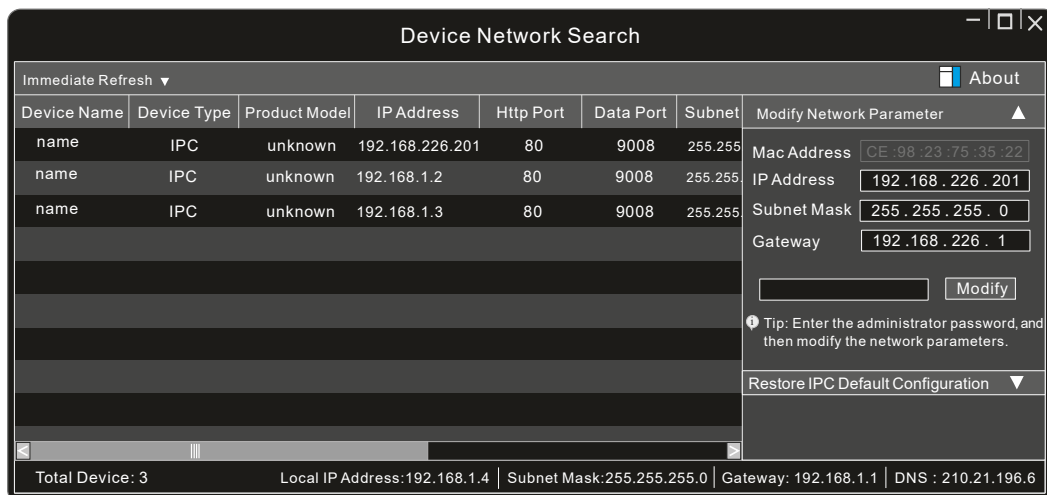 Device Network Search
Immediate Refresh ▼
About
Device Name Device Type Product Model IP Address Http Port Data Port Subnet
name IPC unknown 192.168.226.201 80 9008 255.255
name IPC unknown 192.168.1.2 80 9008 255.255.
name IPC unknown 192.168.1.3 80 9008 255.255.
Modify Network Parameter ▲
Mac Address CE:98:23:75:35:22
IP Address 192.168.226.201
Subnet Mask 255.255.255.0
Gateway 192.168.226.1
Modify
Tip: Enter the administrator password, and
then modify the network parameters.
Restore IPC Default Configuration ▼
Total Device: 3 Local IP Address:192.168.1.4 Subnet Mask:255.255.255.0 Gateway: 192.168.1.1 DNS : 210.21.196.6